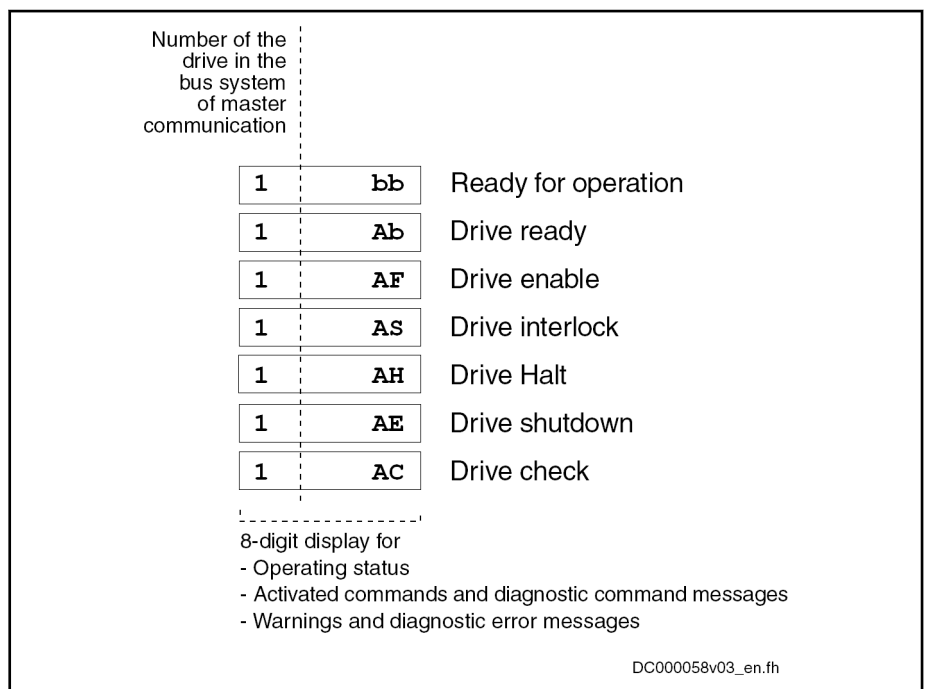 Number of the
drive in the
bus system
of master
communication
1 bb Ready for operation
1 Ab Drive ready
1 AF Drive enable
1 AS Drive interlock
1 AH Drive Halt
1 AE Drive shutdown
1 AC Drive check
8-digit display for
- Operating status
- Activated commands and diagnostic command messages
- Warnings and diagnostic error messages
DC000058v03_en.fh